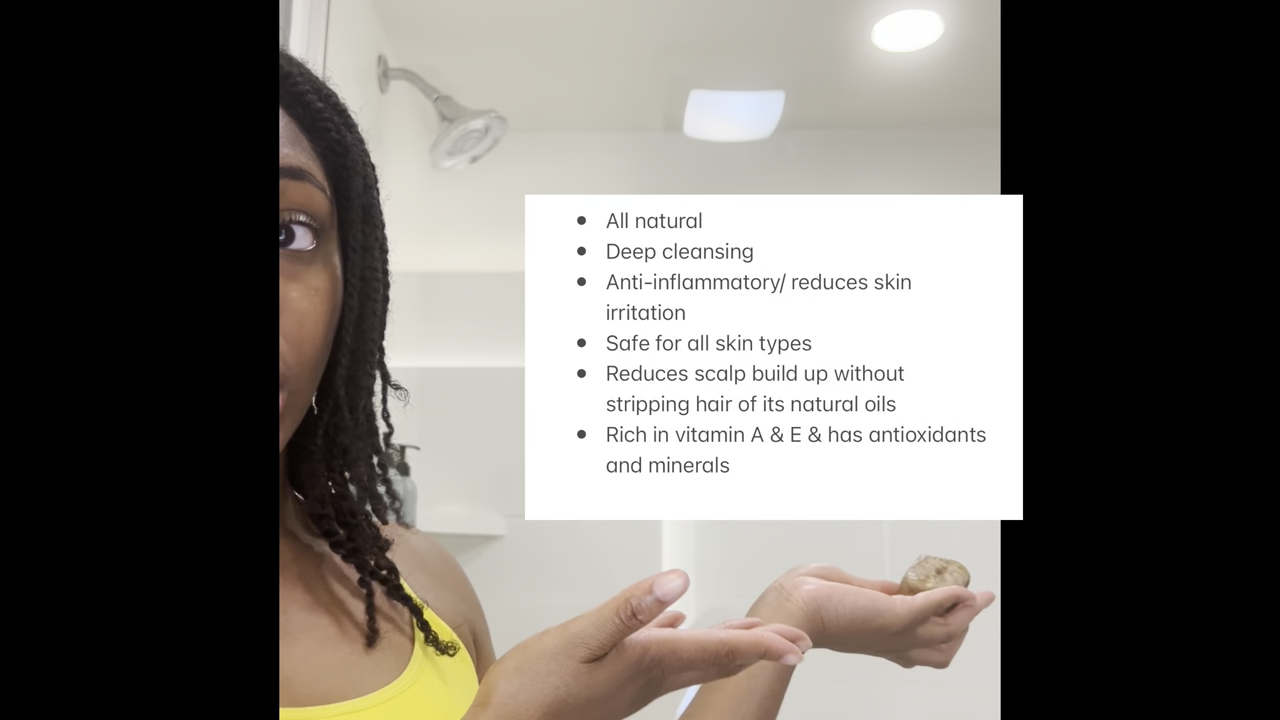 • All natural
• Deep cleansing
• Anti-inflammatory/ reduces skin
irritation
• Safe for all skin types
• Reduces scalp build up without
stripping hair of its natural oils
• Rich in vitamin A & E & has antioxidants
and minerals